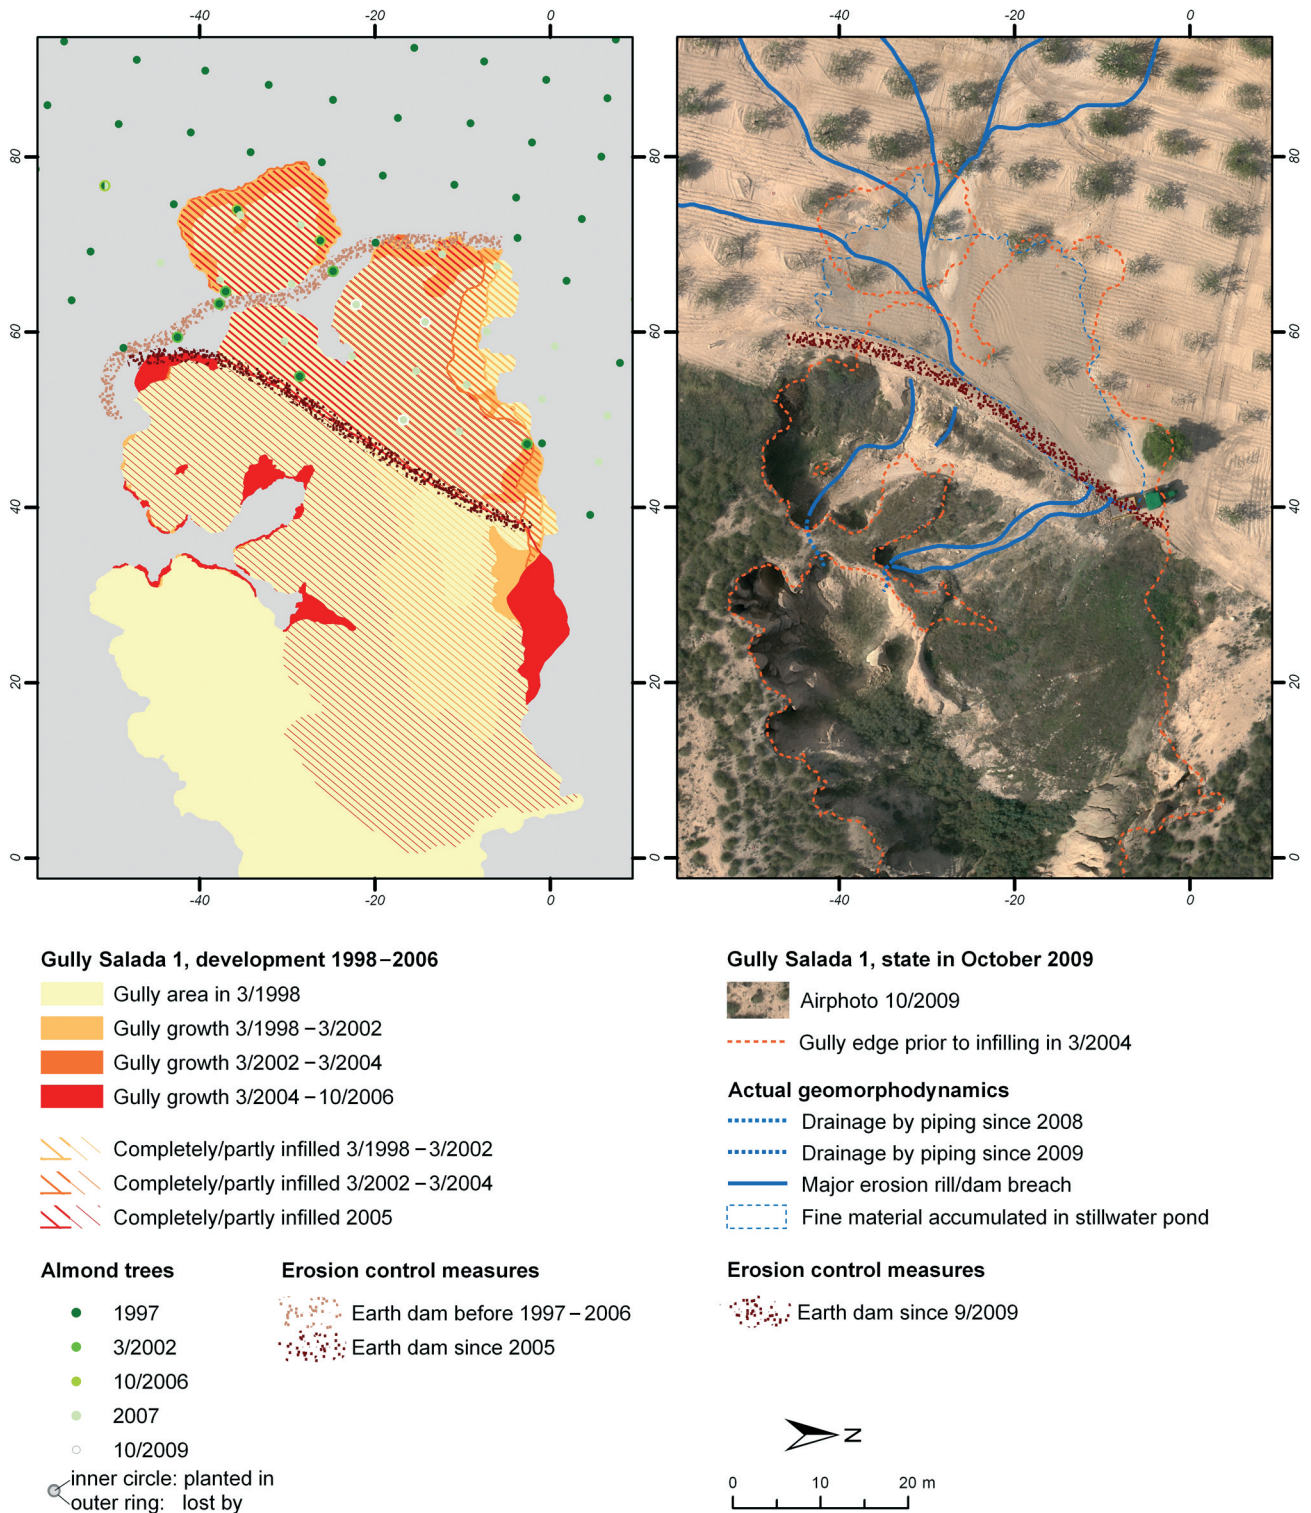 -40 -20 0 -40 -20 0
80 80 80
60 60 60
40 40 40
20 20 20
0 0 0
-40 -20 0 -40 -20 0
Gully Salada 1, development 1998–2006
Gully area in 3/1998
Gully growth 3/1998–3/2002
Gully growth 3/2002–3/2004
Gully growth 3/2004–10/2006
Completely/partly infilled 3/1998–3/2002
Completely/partly infilled 3/2002–3/2004
Completely/partly infilled 2005
Almond trees
1997
3/2002
10/2006
2007
10/2009
inner circle: planted in
outer ring: lost by
Erosion control measures
Earth dam before 1997–2006
Earth dam since 2005
Gully Salada 1, state in October 2009
Airphoto 10/2009
Gully edge prior to infilling in 3/2004
Actual geomorphodynamics
Drainage by piping since 2008
Drainage by piping since 2009
Major erosion rill/dam breach
Fine material accumulated in stillwater pond
Erosion control measures
Earth dam since 9/2009
N
0 10 20 m